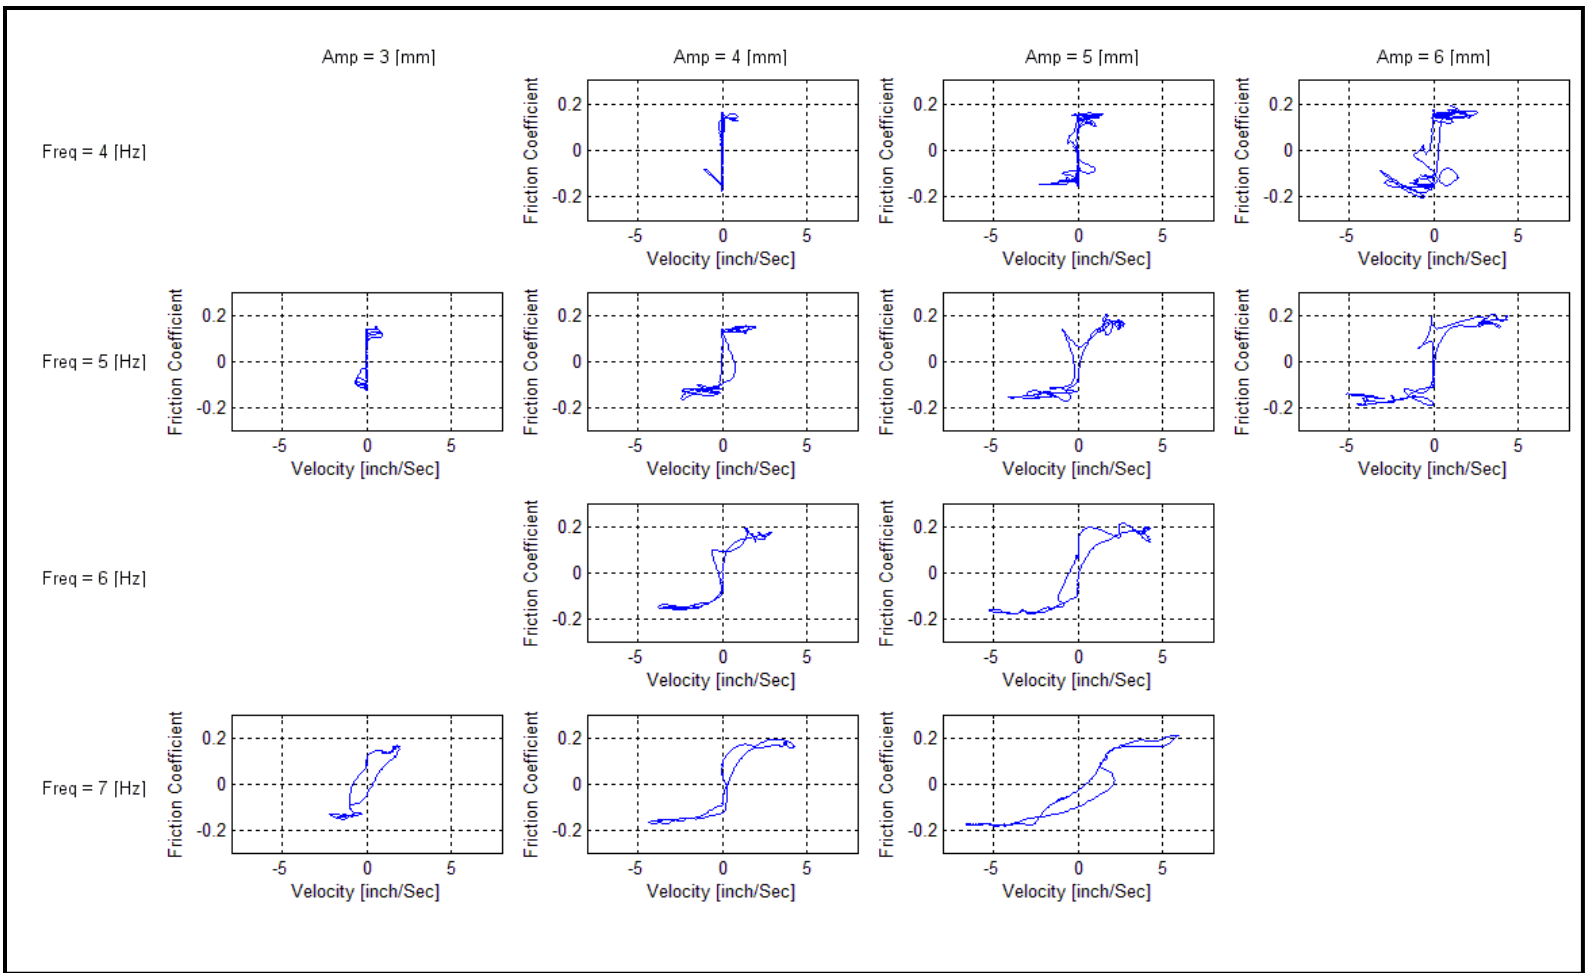 Amp = 3 [mm] Amp = 4 [mm] Amp = 5 [mm] Amp = 6 [mm]
Freq = 4 [Hz]
Friction Coefficient
0.2
0
-0.2
-5 0 5
Velocity [inch/Sec]
Friction Coefficient
0.2
0
-0.2
-5 0 5
Velocity [inch/Sec]
Friction Coefficient
0.2
0
-0.2
-5 0 5
Velocity [inch/Sec]
Freq = 5 [Hz]
Friction Coefficient
0.2
0
-0.2
-5 0 5
Velocity [inch/Sec]
Friction Coefficient
0.2
0
-0.2
-5 0 5
Velocity [inch/Sec]
Friction Coefficient
0.2
0
-0.2
-5 0 5
Velocity [inch/Sec]
Friction Coefficient
0.2
0
-0.2
-5 0 5
Velocity [inch/Sec]
Freq = 6 [Hz]
Friction Coefficient
0.2
0
-0.2
-5 0 5
Velocity [inch/Sec]
Friction Coefficient
0.2
0
-0.2
-5 0 5
Velocity [inch/Sec]
Freq = 7 [Hz]
Friction Coefficient
0.2
0
-0.2
-5 0 5
Velocity [inch/Sec]
Friction Coefficient
0.2
0
-0.2
-5 0 5
Velocity [inch/Sec]
Friction Coefficient
0.2
0
-0.2
-5 0 5
Velocity [inch/Sec]